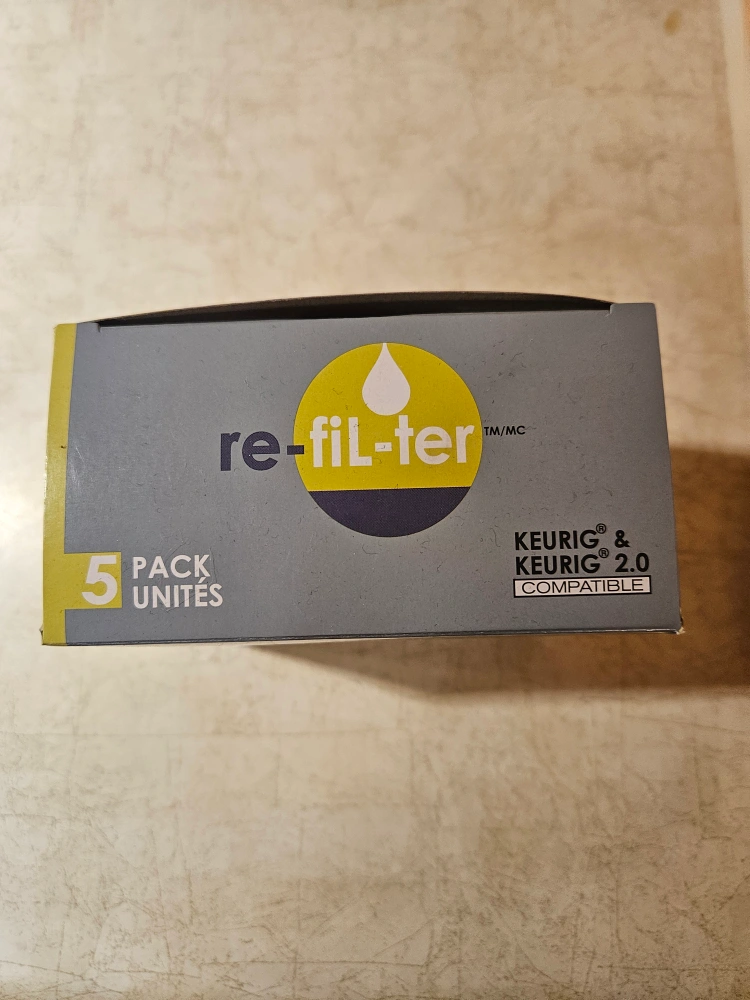 re-fiL-ter TM/MC
5 PACK
UNITÉS
KEURIG® &
KEURIG® 2.0
COMPATIBLE